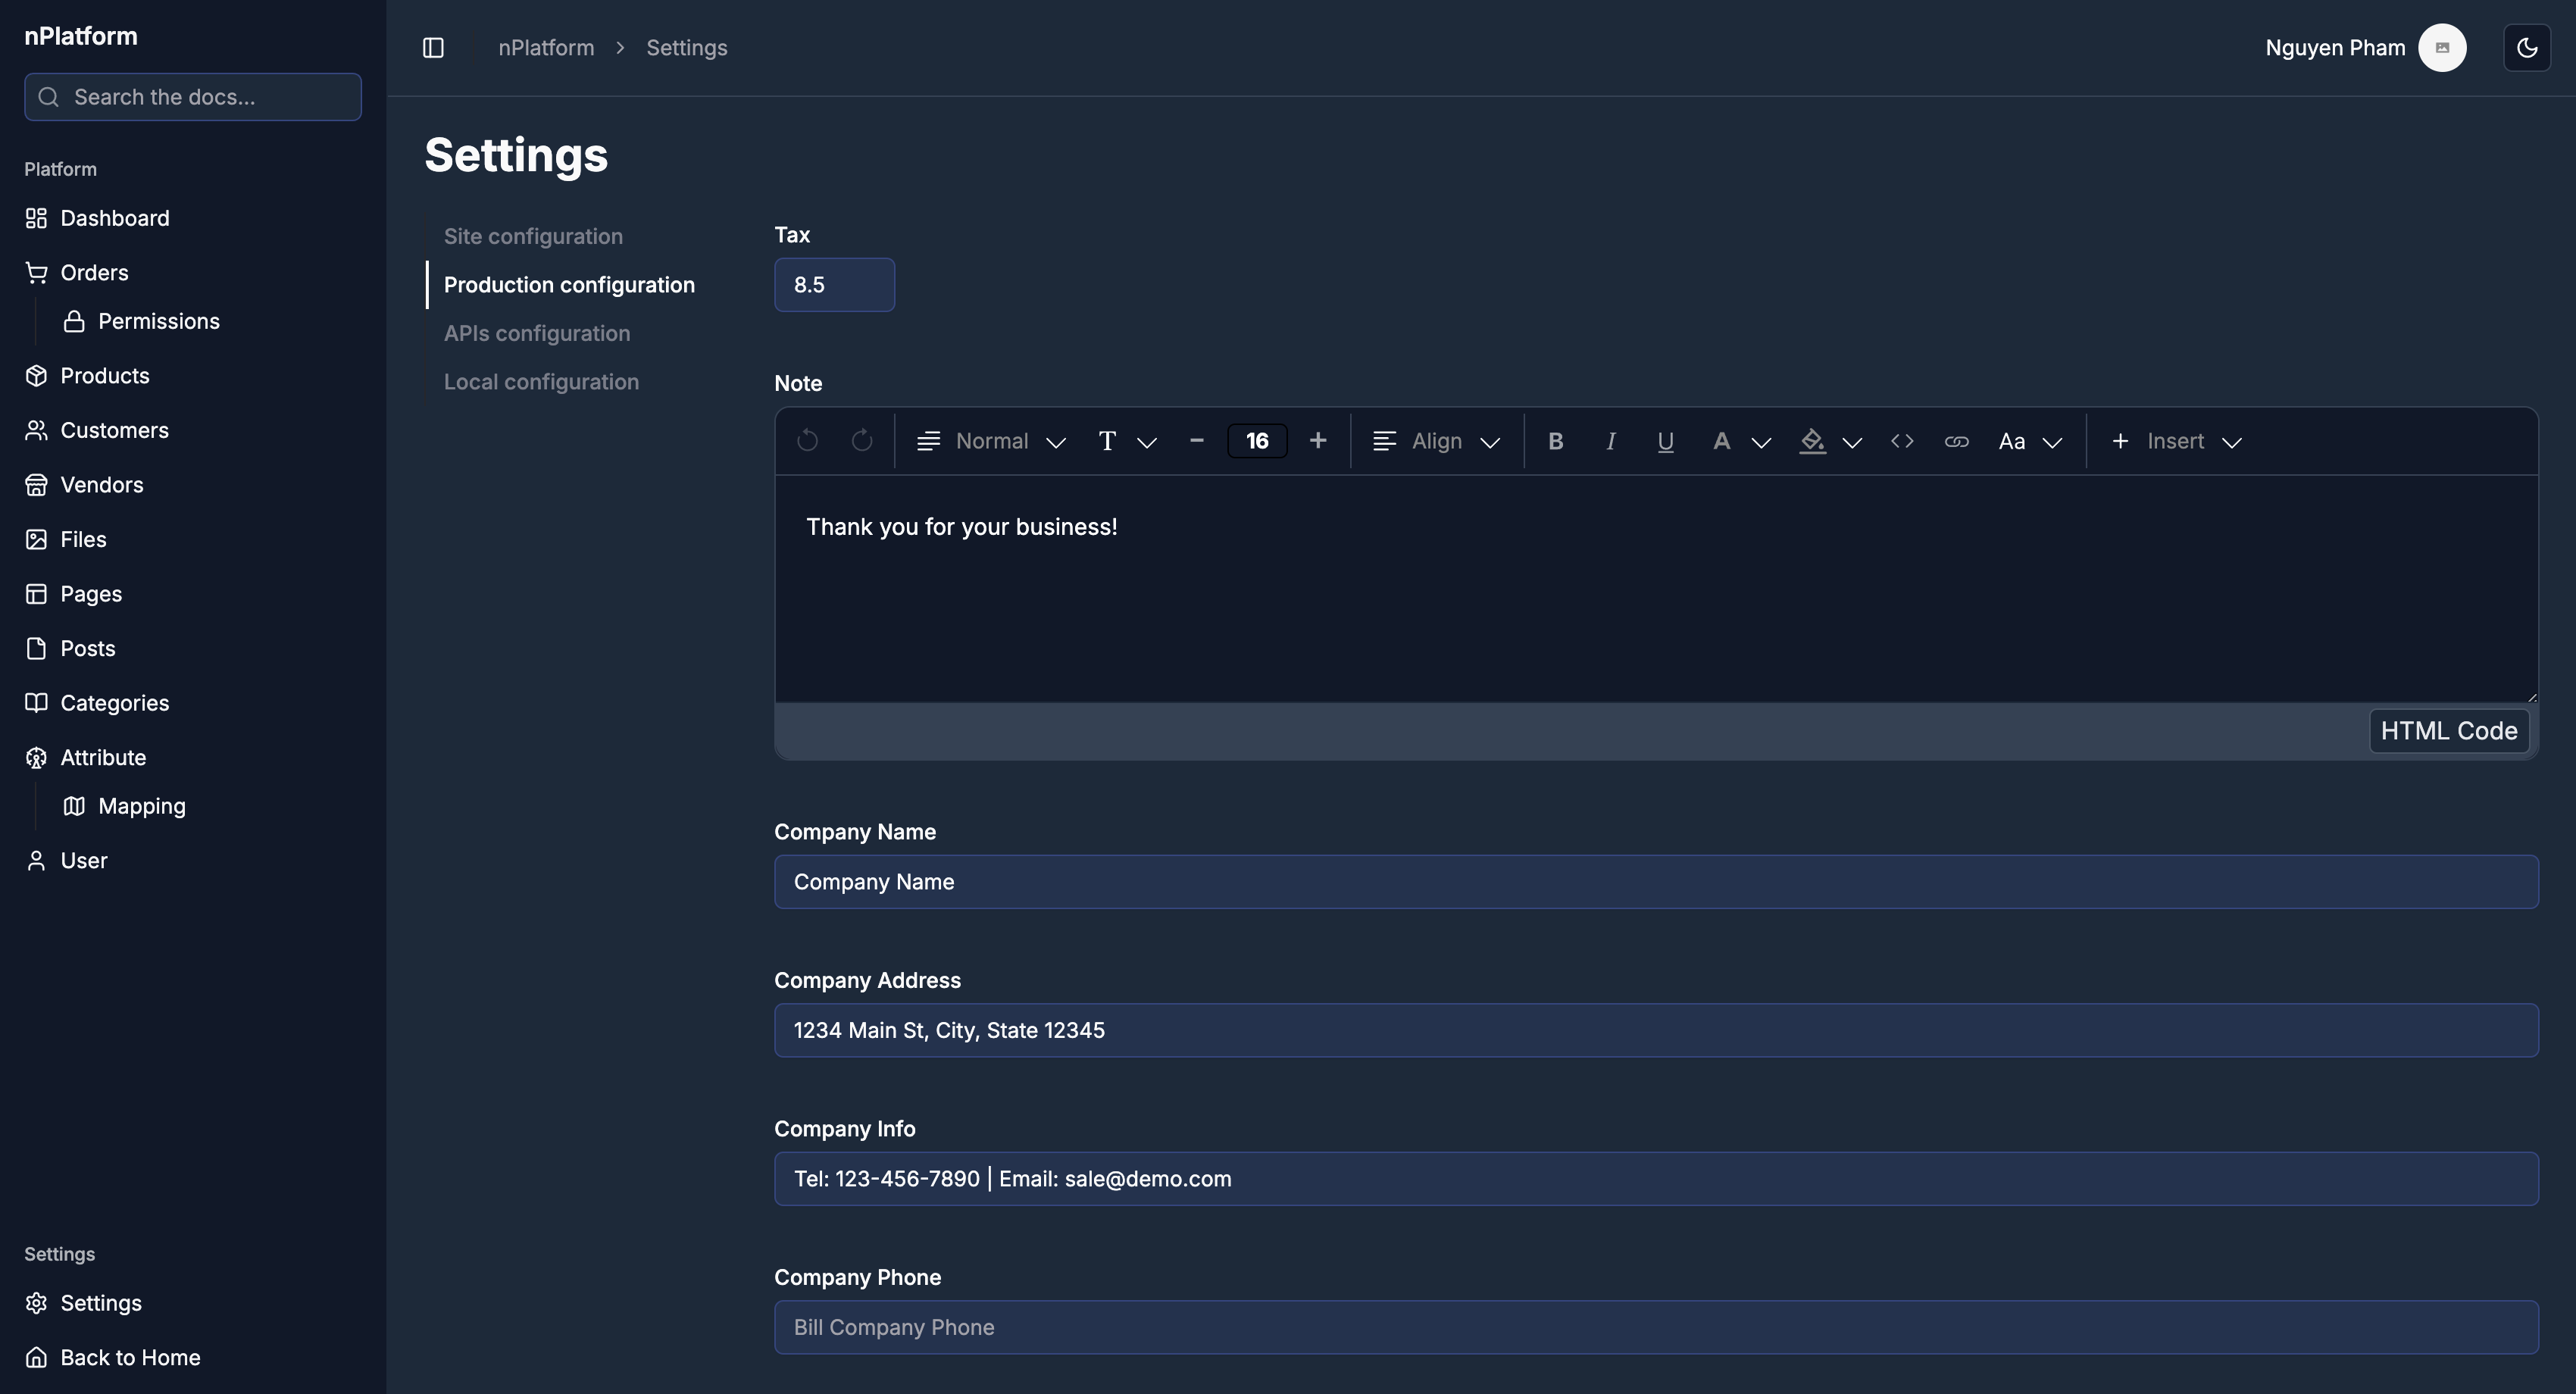 nPlatform
Search the docs...
Platform
Dashboard
Orders
Permissions
Products
Customers
Vendors
Files
Pages
Posts
Categories
Attribute
Mapping
User
Settings
Settings
Back to Home
nPlatform > Settings
Nguyen Pham
Settings
Site configuration
Production configuration
APIs configuration
Local configuration
Tax
8.5
Note
Normal T 16 Align B I U A Aa Insert
Thank you for your business!
HTML Code
Company Name
Company Name
Company Address
1234 Main St, City, State 12345
Company Info
Tel: 123-456-7890 | Email: sale@demo.com
Company Phone
Bill Company Phone